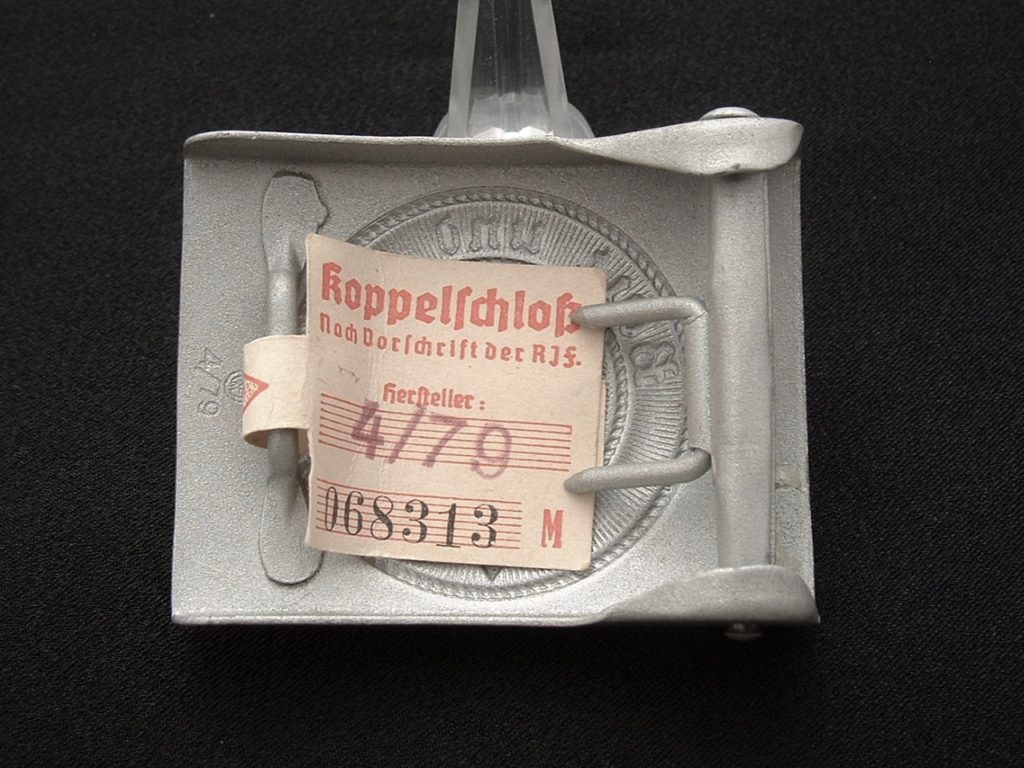 Koppelſchloß
Nach Vorſchrift der RJF.
Herſteller:
4/79
068313 M
4/79